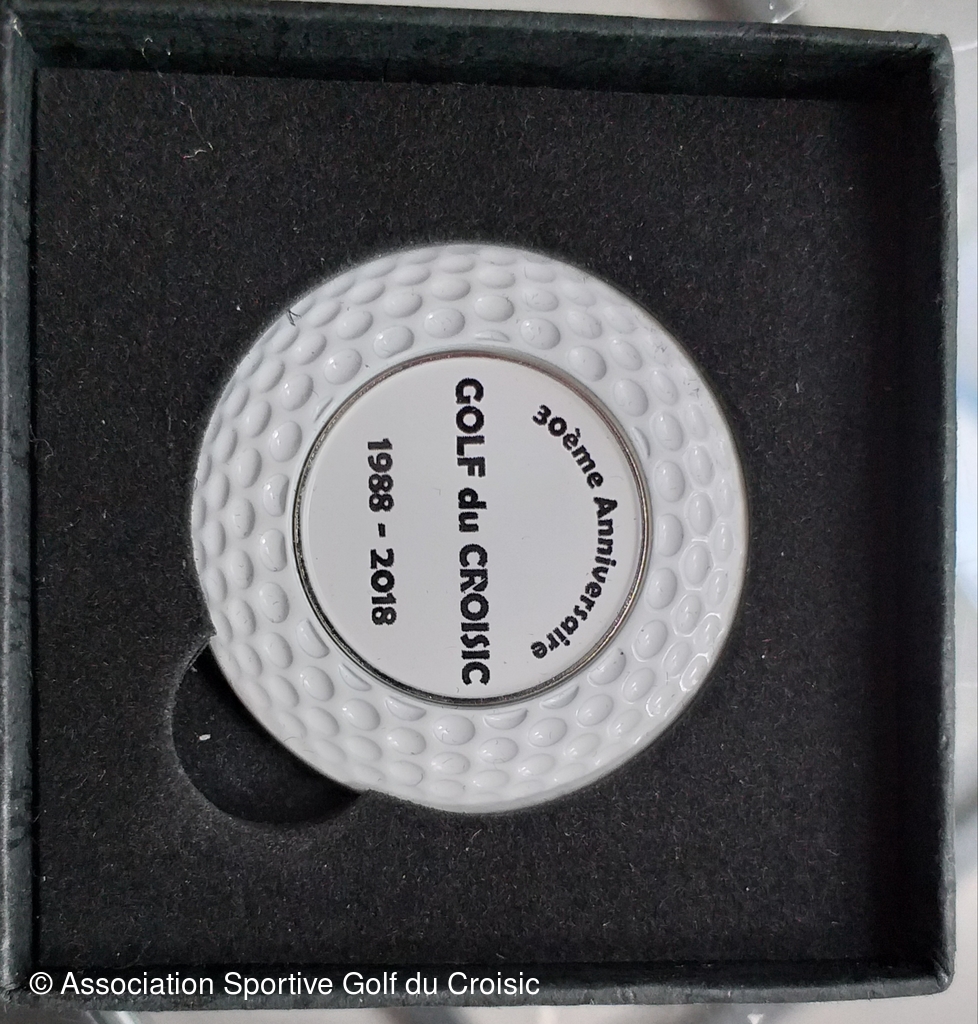 30ème Anniversaire
GOLF du CROISIC
1988 - 2018
© Association Sportive Golf du Croisic